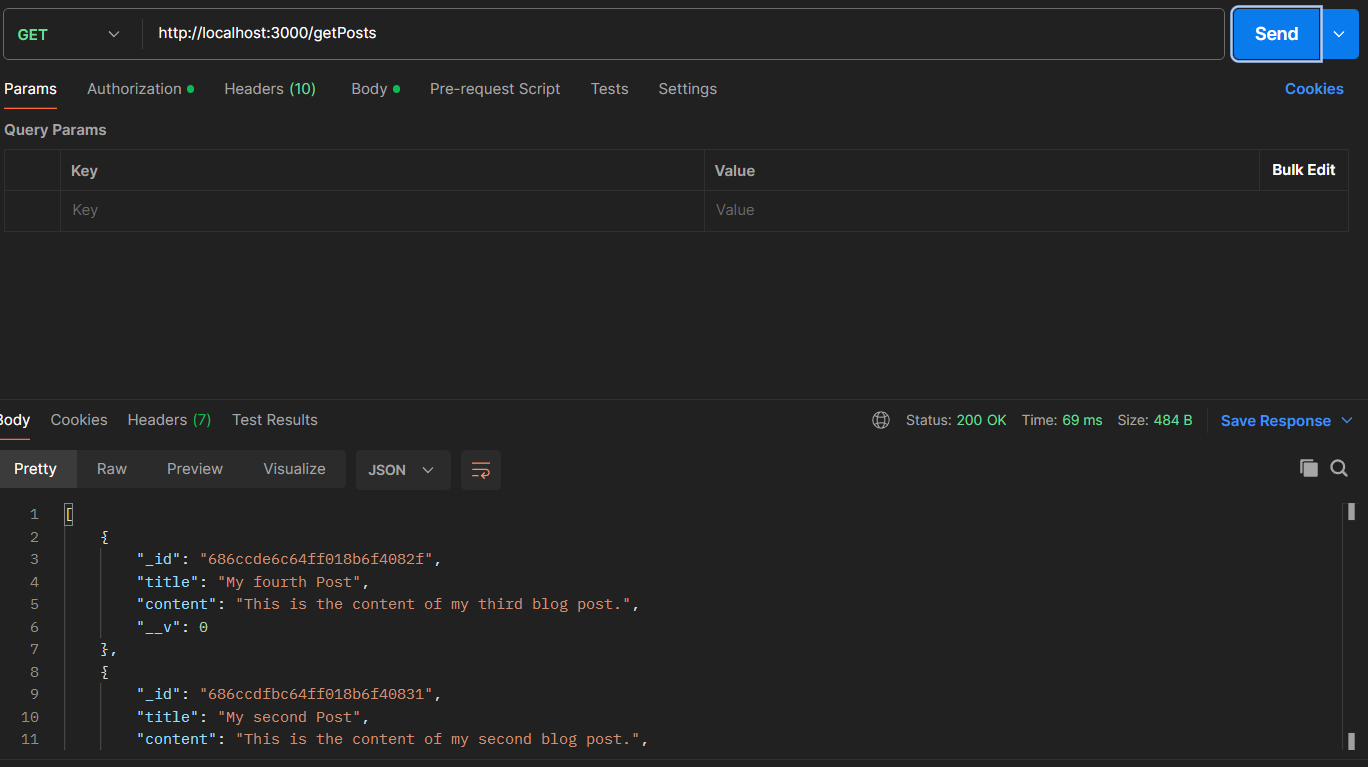 GET http://localhost:3000/getPosts Send
Params Authorization Headers (10) Body Pre-request Script Tests Settings Cookies
Query Params
Key Value Bulk Edit
Key Value
Body Cookies Headers (7) Test Results Status: 200 OK Time: 69 ms Size: 484 B Save Response
Pretty Raw Preview Visualize JSON
1 [
2 {
3 "_id": "686ccde6c64ff018b6f4082f",
4 "title": "My fourth Post",
5 "content": "This is the content of my third blog post.",
6 "__v": 0
7 },
8 {
9 "_id": "686ccdfbc64ff018b6f40831",
10 "title": "My second Post",
11 "content": "This is the content of my second blog post.",